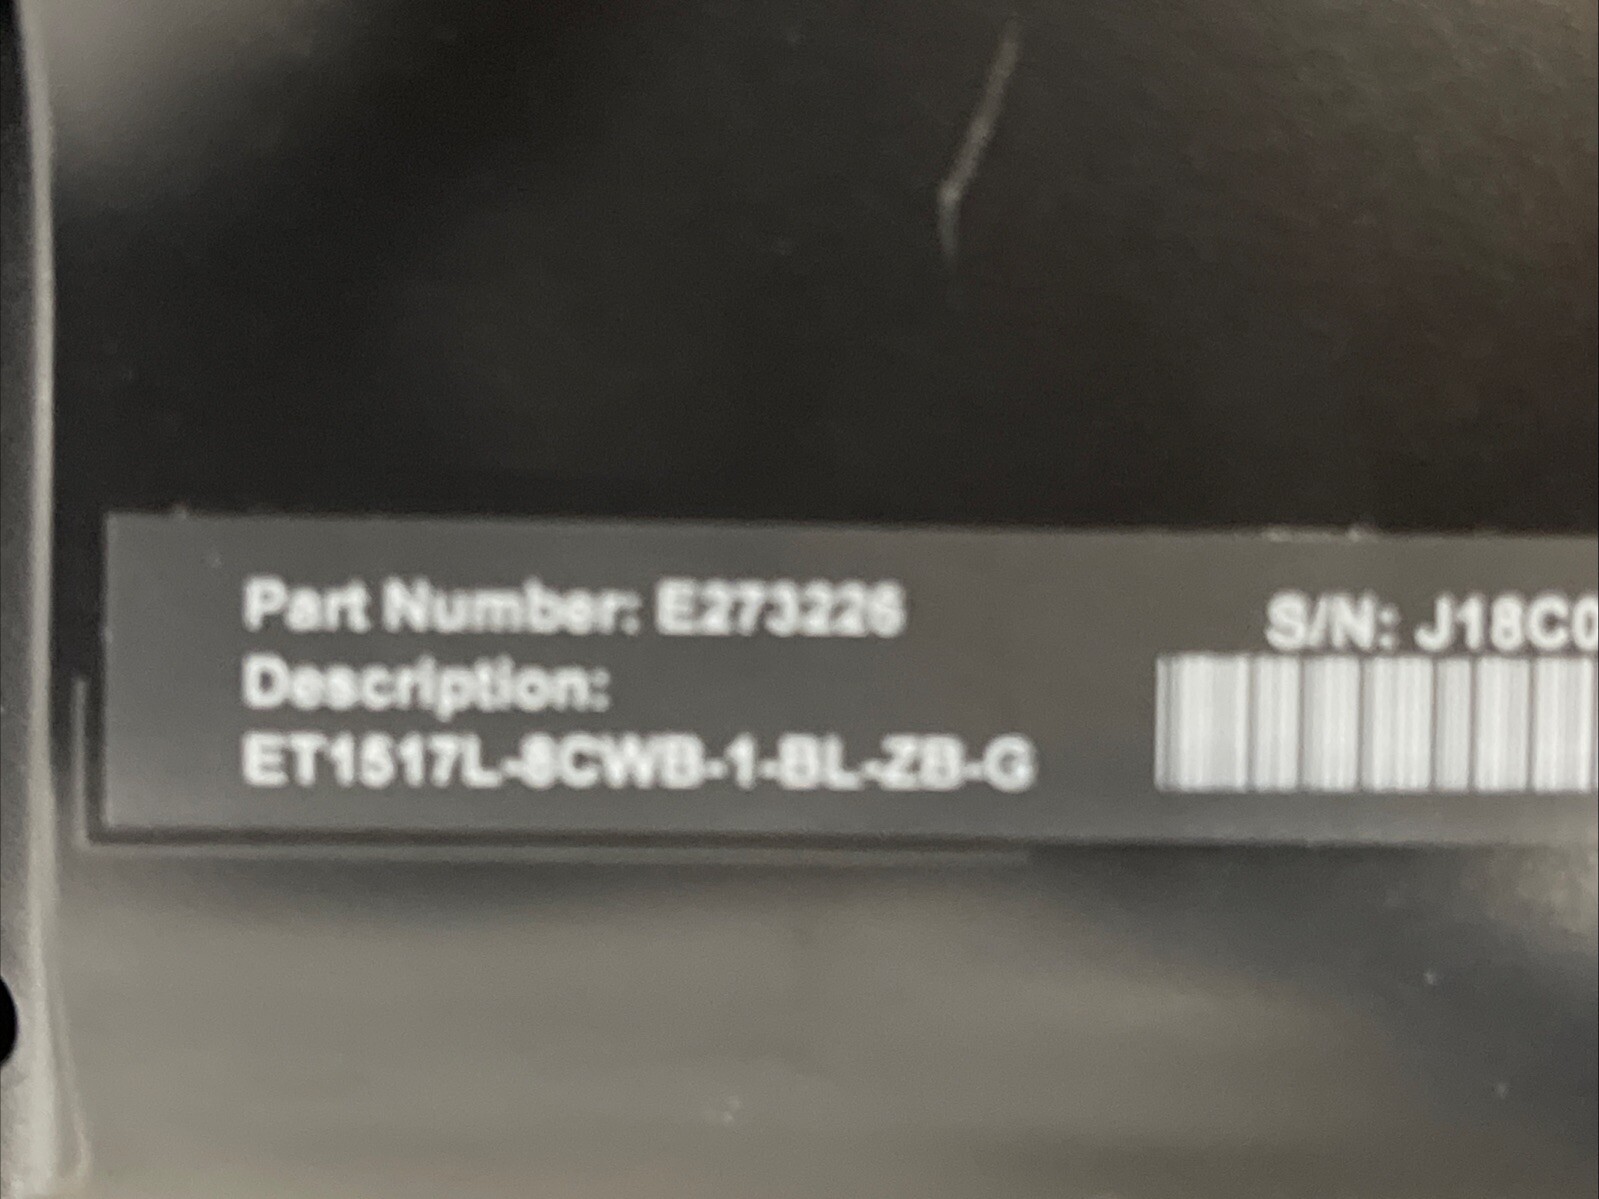 Part Number: E273226
S/N: J18C0
Description:
ET1517L-8CWB-1-BL-ZB-G